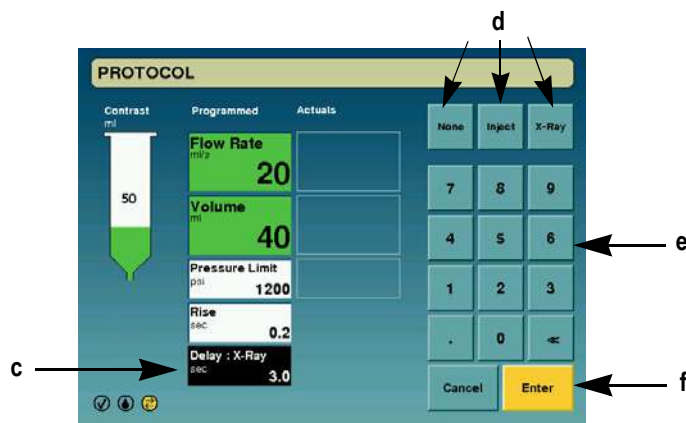 d
PROTOCOL
Contrast
ml
Programmed
Actuals
50
Flow Rate
ml/s
20
Volume
ml
40
Pressure Limit
psi
1200
Rise
sec
0.2
Delay : X-Ray
sec
3.0
None Inject X-Ray
7 8 9
4 5 6
1 2 3
. 0 <<
Cancel Enter
c
e
f